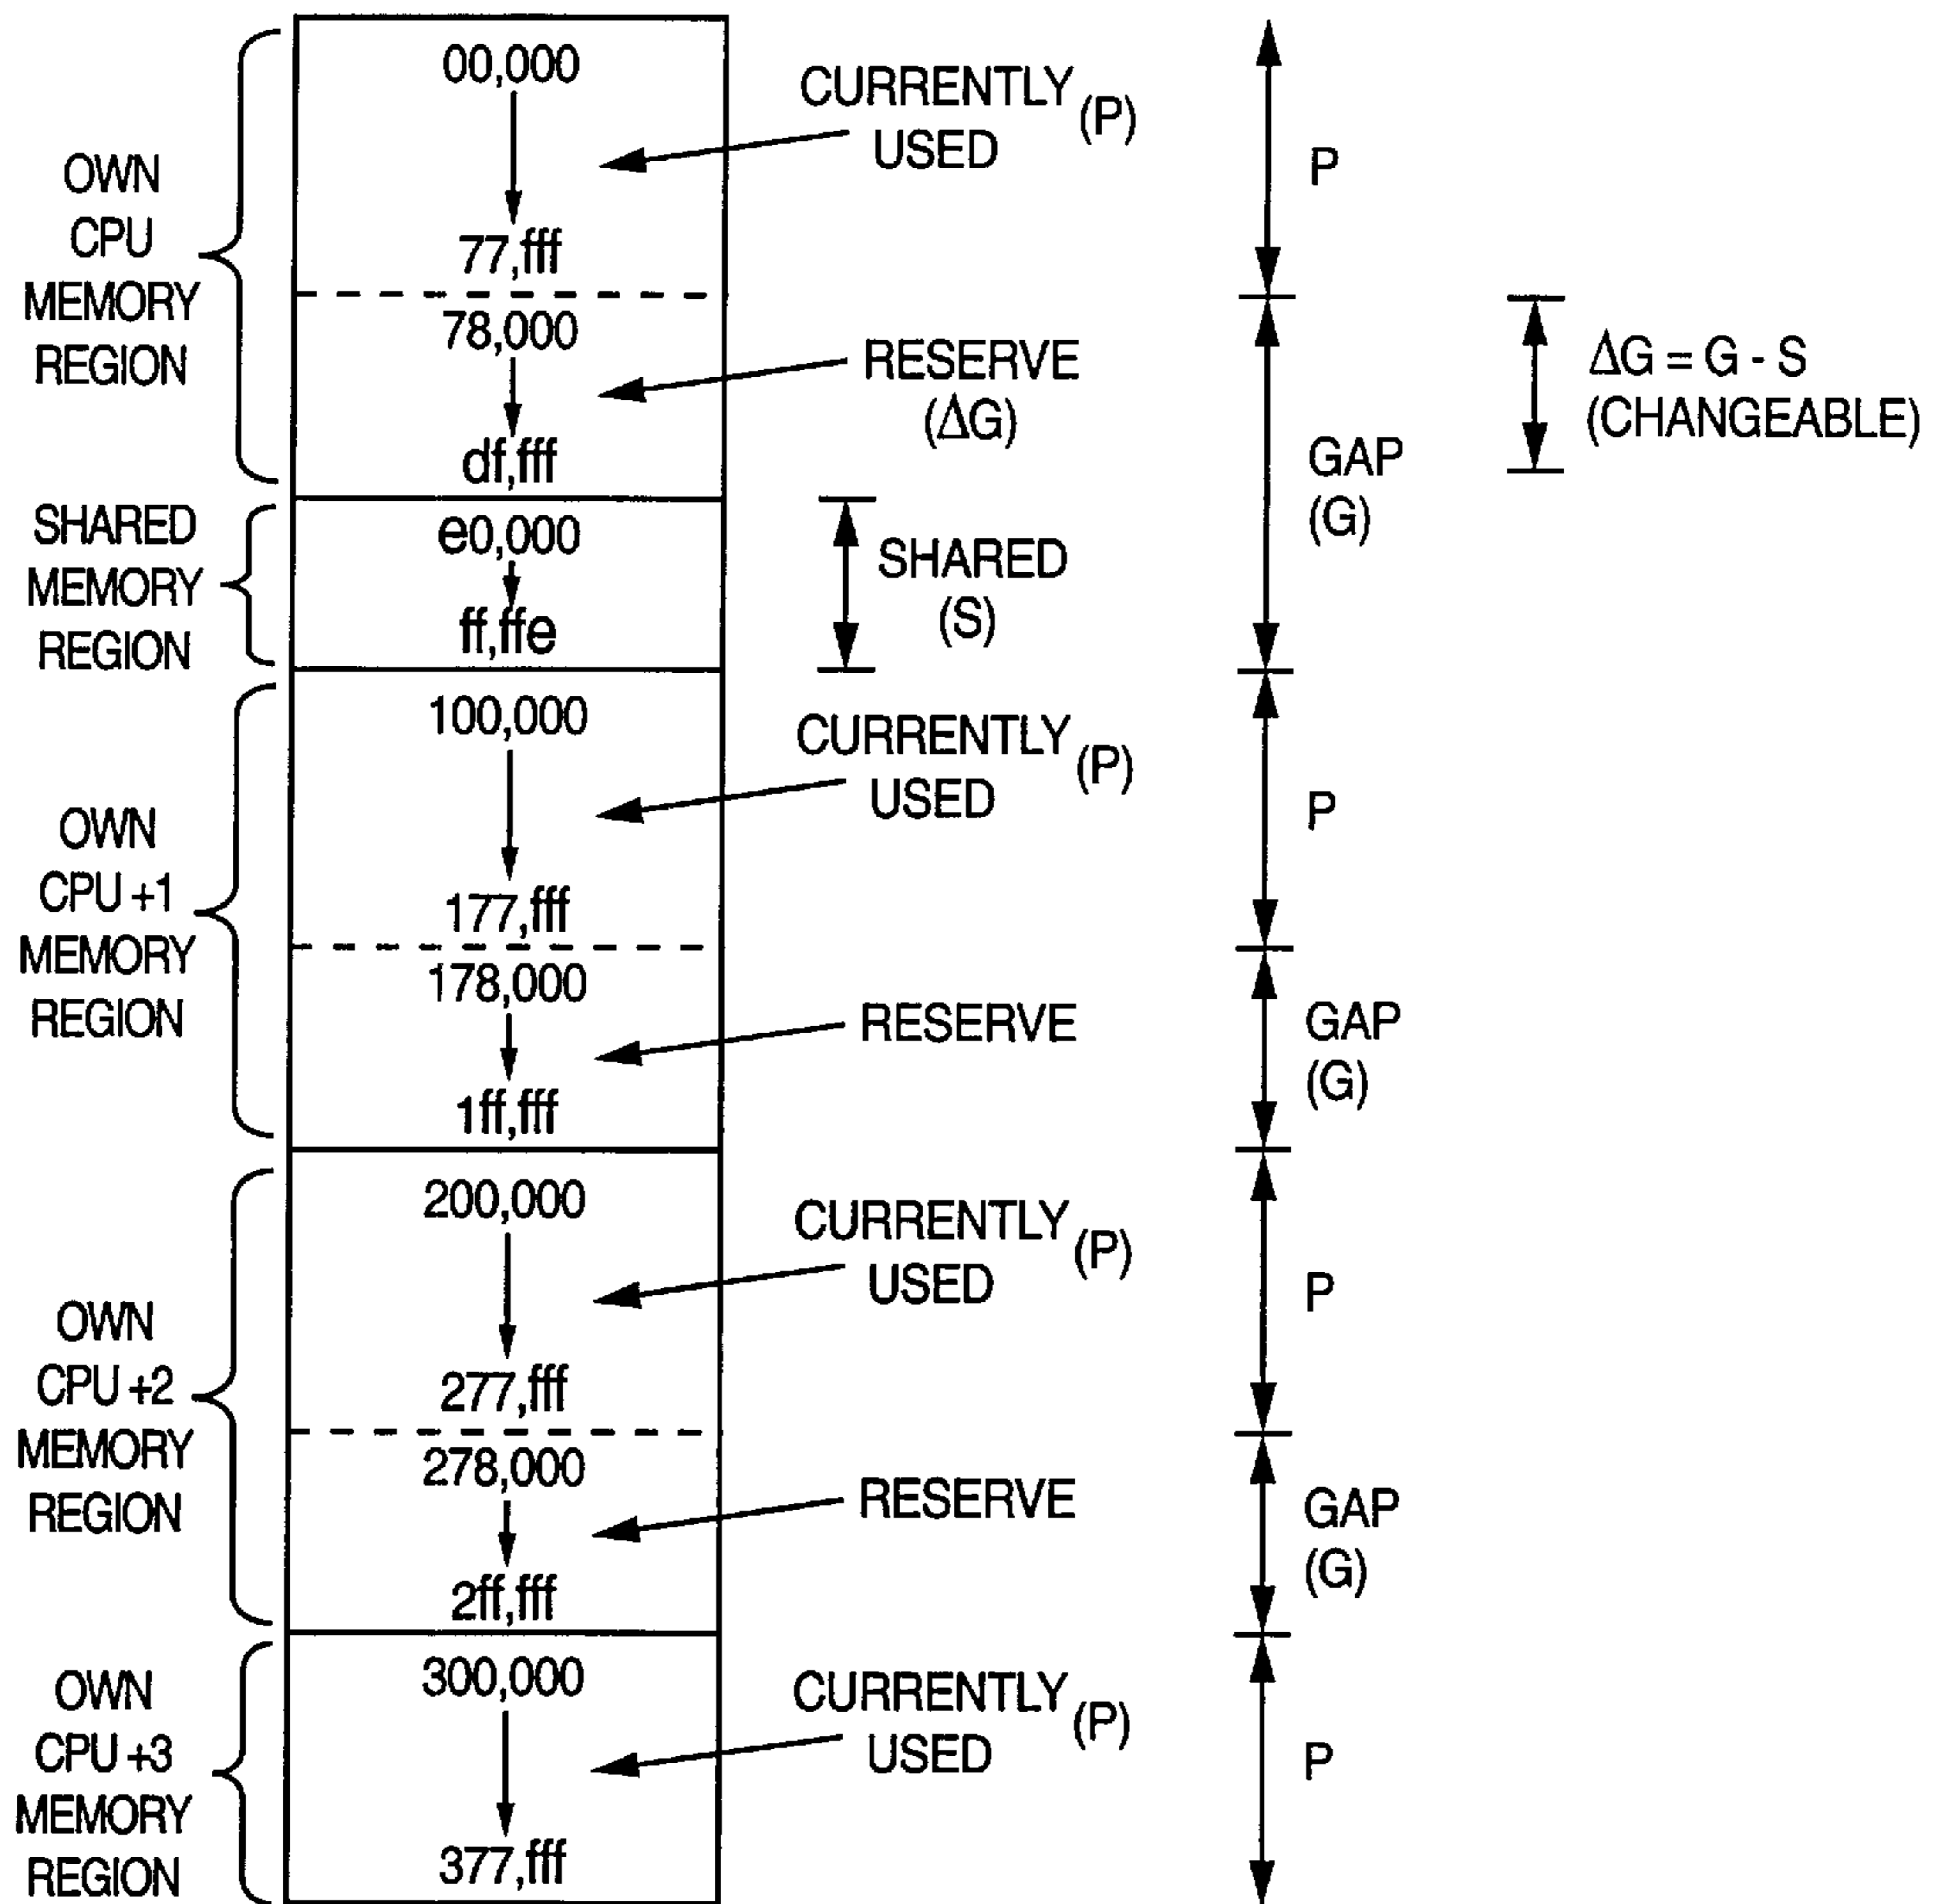 OWN
CPU
MEMORY
REGION
00,000
77,fff
CURRENTLY
USED
(P)
P
78,000
df,fff
RESERVE
(ΔG)
GAP
(G)
ΔG = G - S
(CHANGEABLE)
SHARED
MEMORY
REGION
e0,000
ff,ffe
SHARED
(S)
OWN
CPU +1
MEMORY
REGION
100,000
177,fff
CURRENTLY
USED
(P)
P
178,000
1ff,fff
RESERVE
GAP
(G)
OWN
CPU +2
MEMORY
REGION
200,000
277,fff
CURRENTLY
USED
(P)
P
278,000
2ff,fff
RESERVE
GAP
(G)
OWN
CPU +3
MEMORY
REGION
300,000
377,fff
CURRENTLY
USED
(P)
P